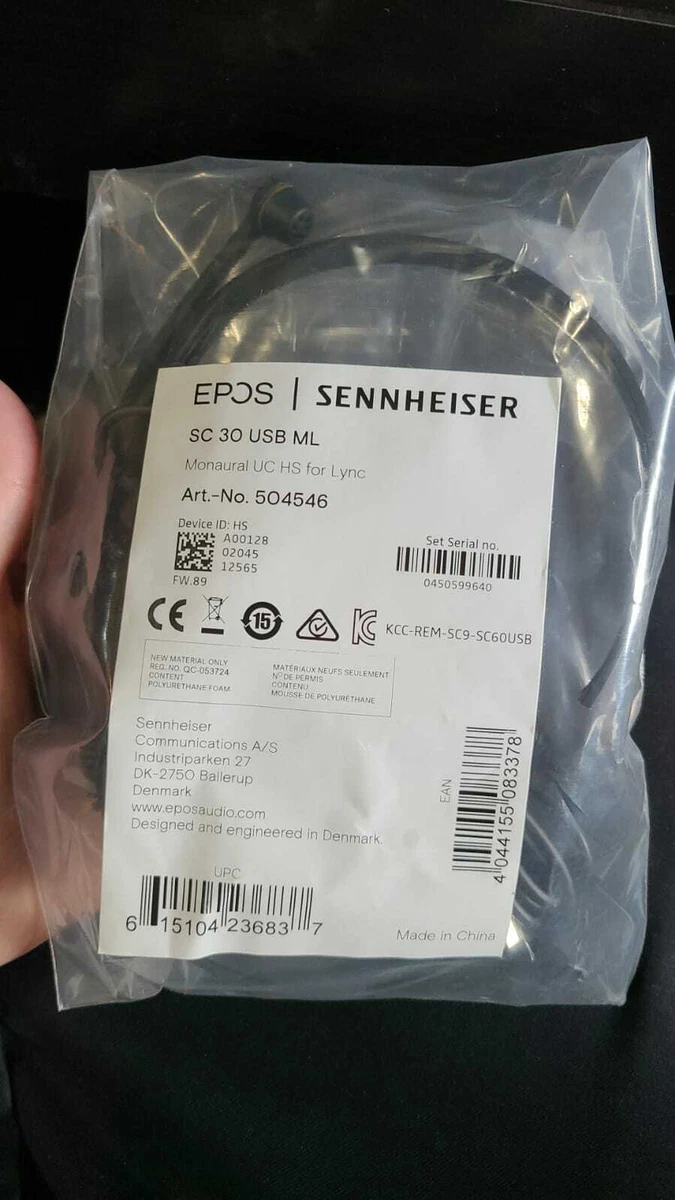 EPOS | SENNHEISER
SC 30 USB ML
Monaural UC HS for Lync
Art.-No. 504546
Device ID: HS
A00128
02045
12565
FW.89
Set Serial no.
0450599640
CE
15
KCC-REM-SC9-SC60USB
NEW MATERIAL ONLY
REG. NO. QC-053724
CONTENT
POLYURETHANE FOAM
MATÉRIAUX NEUFS SEULEMENT
Nº DE PERMIS
CONTENU
MOUSSE DE POLYURÉTHANE
Sennheiser
Communications A/S
Industriparken 27
DK-2750 Ballerup
Denmark
www.eposaudio.com
Designed and engineered in Denmark.
EAN
4 044155 083378
UPC
6 15104 23683 7
Made in China